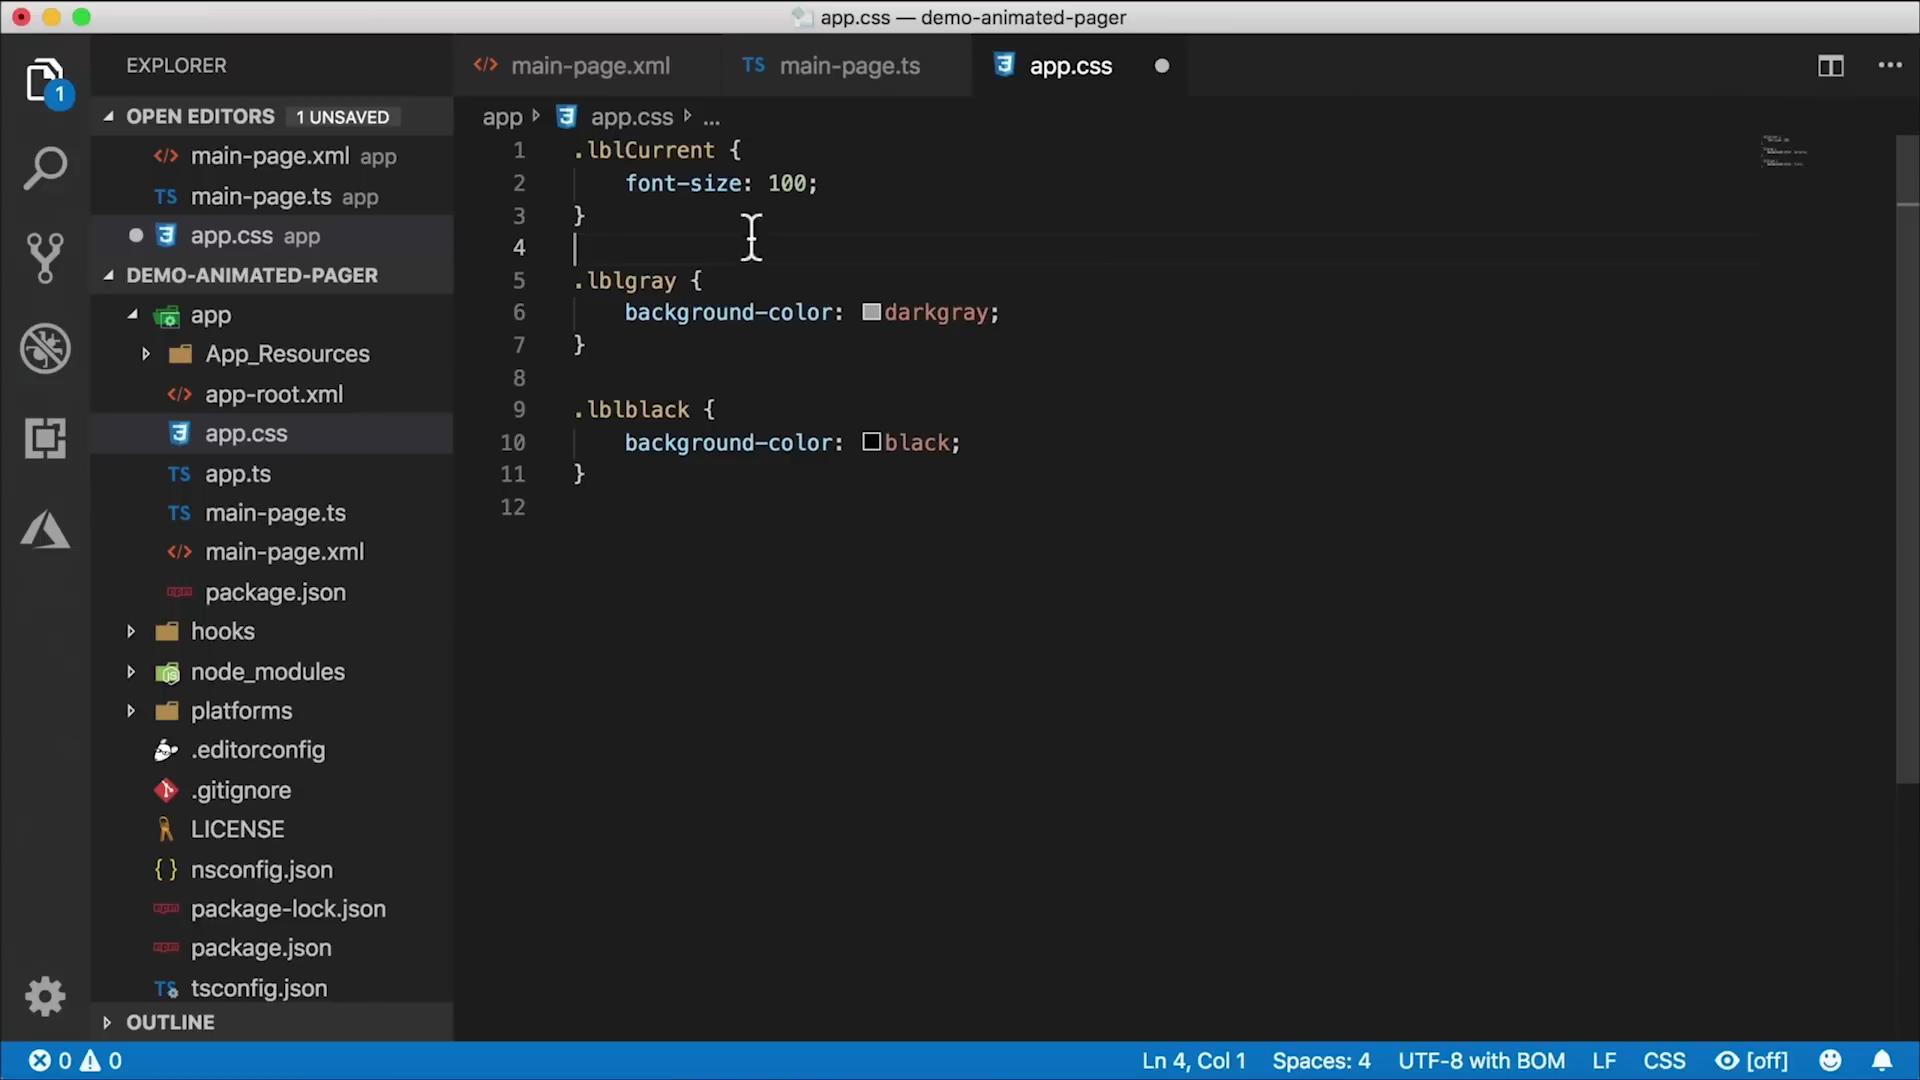 app.css — demo-animated-pager
1
EXPLORER
OPEN EDITORS 1 UNSAVED
main-page.xml app
TS main-page.ts app
app.css app
DEMO-ANIMATED-PAGER
app
App_Resources
app-root.xml
app.css
TS app.ts
TS main-page.ts
main-page.xml
package.json
hooks
node_modules
platforms
.editorconfig
.gitignore
LICENSE
nsconfig.json
package-lock.json
package.json
TS tsconfig.json
OUTLINE
main-page.xml
TS main-page.ts
app.css
app app.css ...
1 .lblCurrent {
2 font-size: 100;
3 }
4
5 .lblgray {
6 background-color: darkgray;
7 }
8
9 .lblblack {
10 background-color: black;
11 }
12
0 0
Ln 4, Col 1 Spaces: 4 UTF-8 with BOM LF CSS [off]